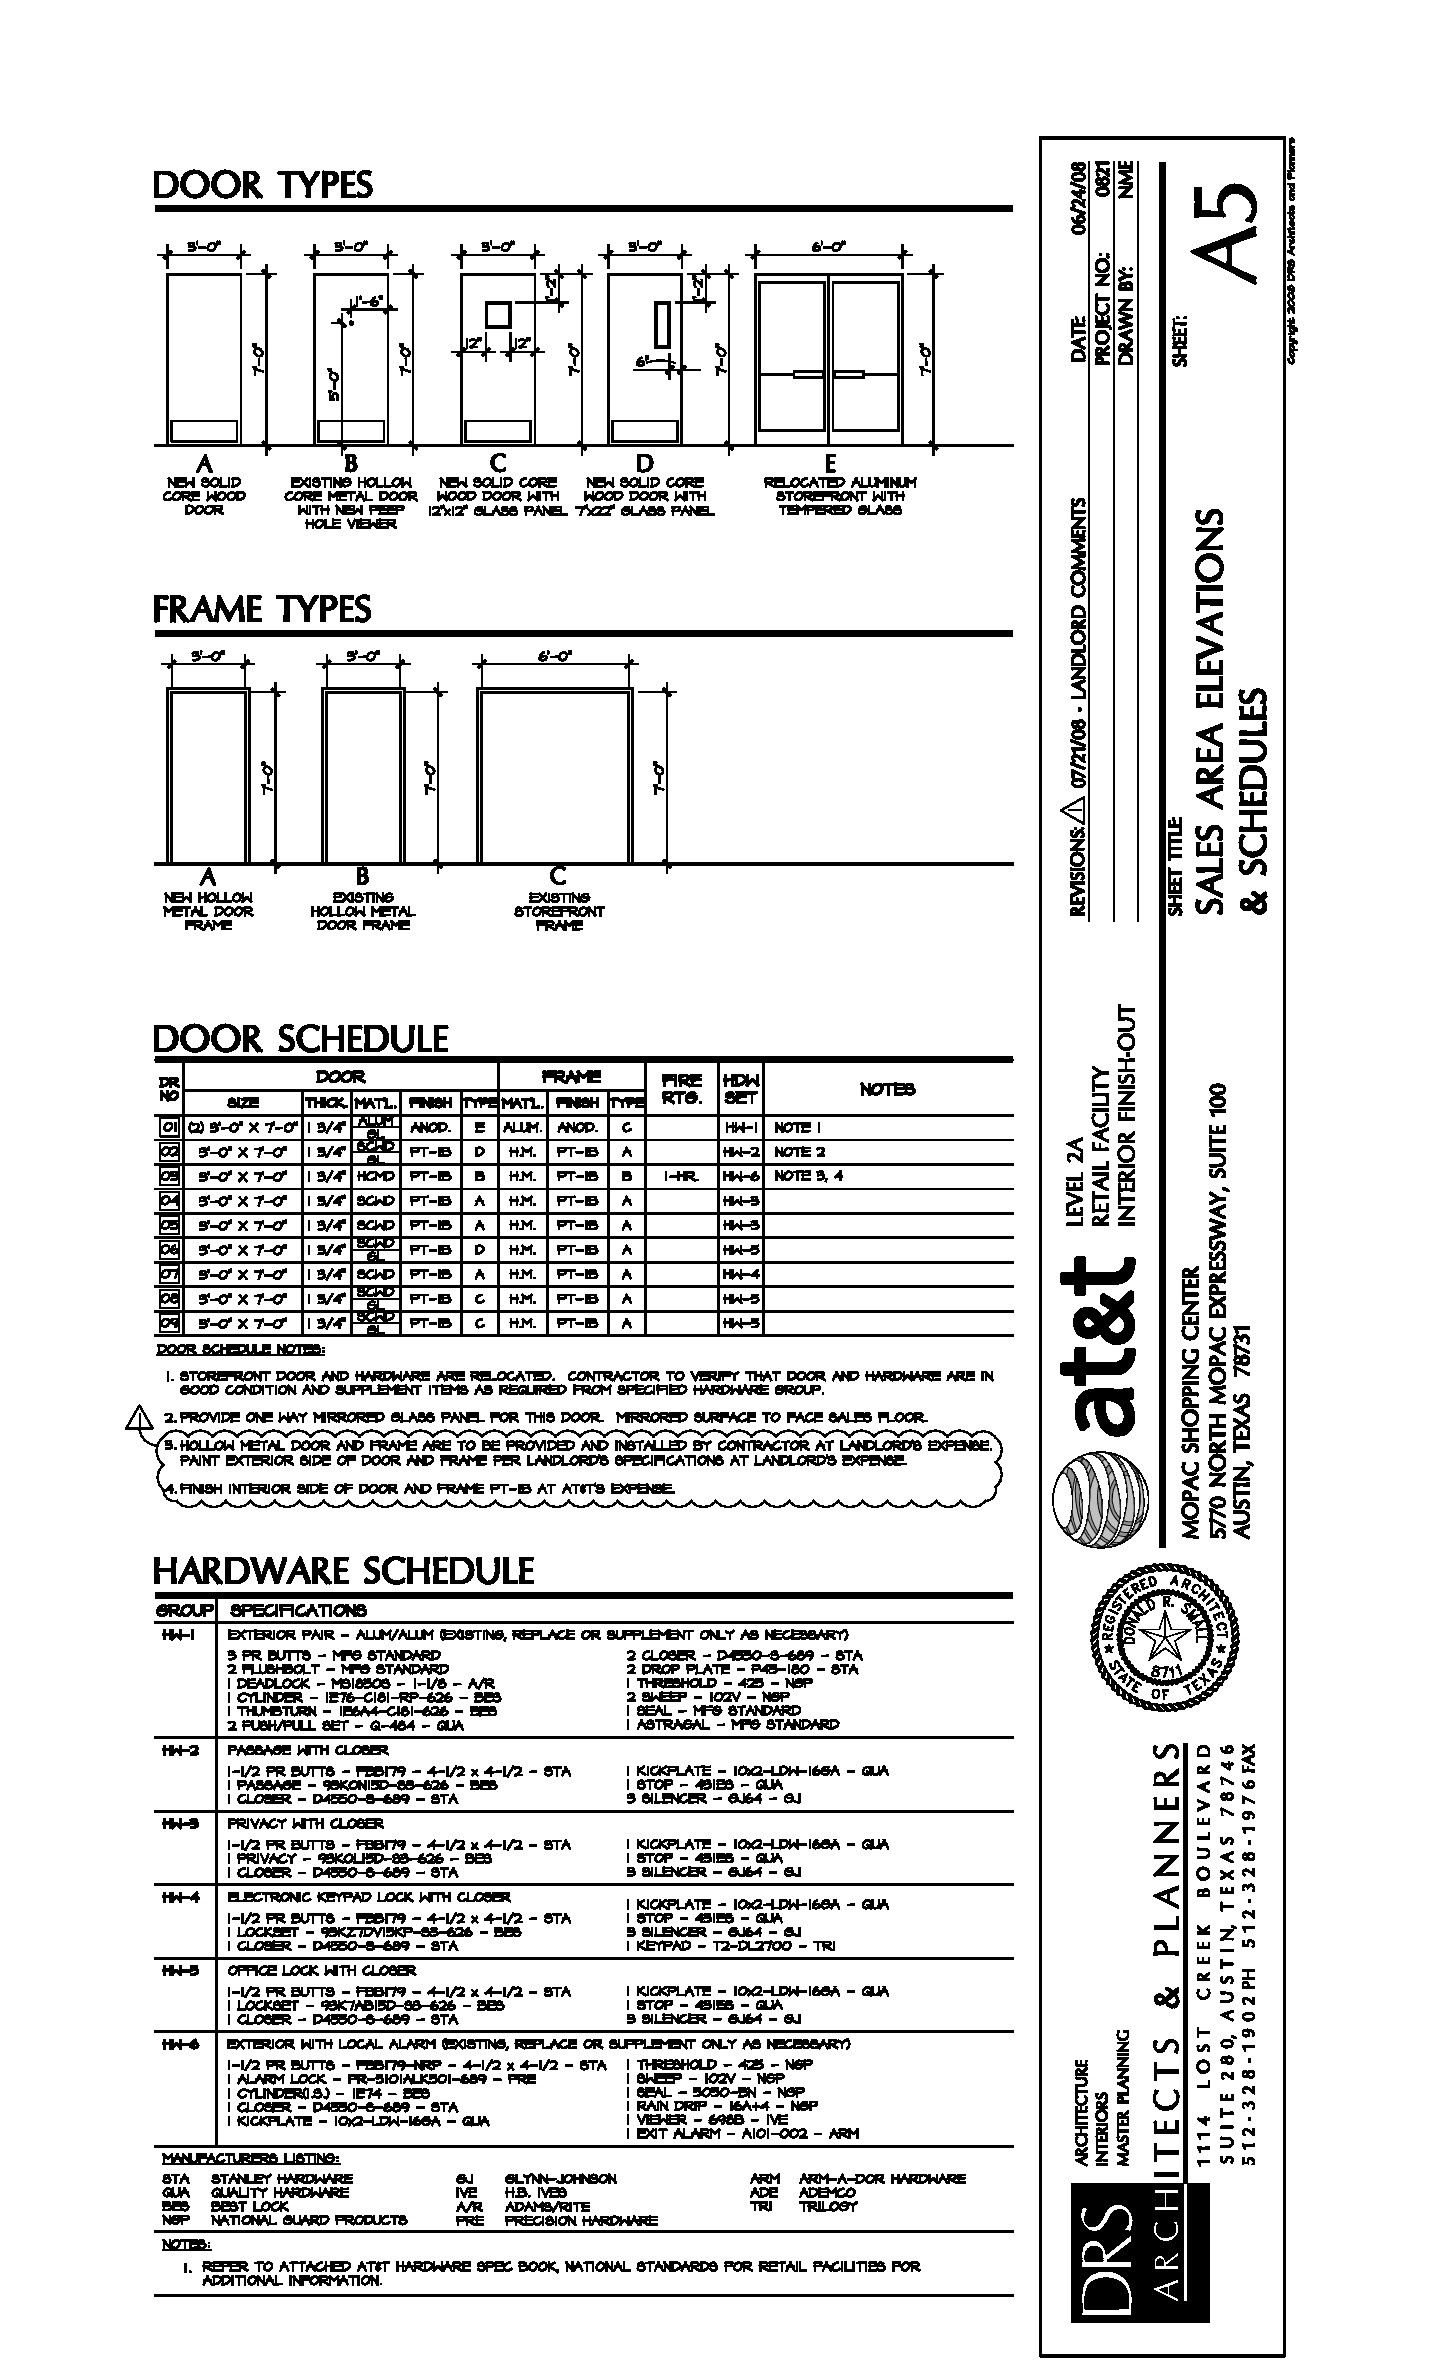 DOOR TYPES
3'-0" 3'-0" 3'-0" 3'-0" 6'-0"
1'-6" 1'-2" 1'-2"
12" 12" 6"
5'-0"
7'-0" 7'-0" 7'-0" 7'-0" 7'-0"
A
NEW SOLID
CORE WOOD
DOOR
B
EXISTING HOLLOW
CORE METAL DOOR
WITH NEW PEEP
HOLE VIEWER
C
NEW SOLID CORE
WOOD DOOR WITH
12"x12" GLASS PANEL
D
NEW SOLID CORE
WOOD DOOR WITH
7"x22" GLASS PANEL
E
RELOCATED ALUMINUM
STOREFRONT WITH
TEMPERED GLASS
FRAME TYPES
3'-0" 3'-0" 6'-0"
7'-0" 7'-0" 7'-0"
A
NEW HOLLOW
METAL DOOR
FRAME
B
EXISTING
HOLLOW METAL
DOOR FRAME
C
EXISTING
STOREFRONT
FRAME
DOOR SCHEDULE
DR NO DOOR FRAME FIRE RTG. HDW SET NOTES
SIZE THICK. MAT'L. FINISH TYPE MAT'L. FINISH TYPE
01 (2) 3'-0" X 7'-0" 1 3/4" ALUM GL ANOD. E ALUM. ANOD. C HW-1 NOTE 1
02 3'-0" X 7'-0" 1 3/4" SCWD GL PT-1B D H.M. PT-1B A HW-2 NOTE 2
03 3'-0" X 7'-0" 1 3/4" HCMD PT-1B B H.M. PT-1B B 1-HR. HW-6 NOTE 3, 4
04 3'-0" X 7'-0" 1 3/4" SCWD PT-1B A H.M. PT-1B A HW-3
05 3'-0" X 7'-0" 1 3/4" SCWD PT-1B A H.M. PT-1B A HW-3
06 3'-0" X 7'-0" 1 3/4" SCWD GL PT-1B D H.M. PT-1B A HW-5
07 3'-0" X 7'-0" 1 3/4" SCWD PT-1B A H.M. PT-1B A HW-4
08 3'-0" X 7'-0" 1 3/4" SCWD GL PT-1B C H.M. PT-1B A HW-5
09 3'-0" X 7'-0" 1 3/4" SCWD GL PT-1B C H.M. PT-1B A HW-5
DOOR SCHEDULE NOTES:
1. STOREFRONT DOOR AND HARDWARE ARE RELOCATED. CONTRACTOR TO VERIFY THAT DOOR AND HARDWARE ARE IN
GOOD CONDITION AND SUPPLEMENT ITEMS AS REQUIRED FROM SPECIFIED HARDWARE GROUP.
2. PROVIDE ONE WAY MIRRORED GLASS PANEL FOR THIS DOOR. MIRRORED SURFACE TO FACE SALES FLOOR.
1
3. HOLLOW METAL DOOR AND FRAME ARE TO BE PROVIDED AND INSTALLED BY CONTRACTOR AT LANDLORD'S EXPENSE.
PAINT EXTERIOR SIDE OF DOOR AND FRAME PER LANDLORD'S SPECIFICATIONS AT LANDLORD'S EXPENSE.
4. FINISH INTERIOR SIDE OF DOOR AND FRAME PT-1B AT AT&T'S EXPENSE.
HARDWARE SCHEDULE
GROUP SPECIFICATIONS
HW-1 EXTERIOR PAIR - ALUM/ALUM (EXISTING, REPLACE OR SUPPLEMENT ONLY AS NECESSARY)
3 PR BUTTS - MFG STANDARD 2 CLOSER - D4550-S-689 - STA
2 FLUSHBOLT - MFG STANDARD 2 DROP PLATE - P45-180 - STA
1 DEADLOCK - MS1850S - 1-1/8 - A/R 1 THRESHOLD - 425 - NGP
1 CYLINDER - 1E76-C181-RP-626 - BES 2 SWEEP - 102V - NGP
1 THUMBTURN - 1E6A4-C181-626 - BES 1 SEAL - MFG STANDARD
2 PUSH/PULL SET - Q-484 - QUA 1 ASTRAGAL - MFG STANDARD
HW-2 PASSAGE WITH CLOSER
1-1/2 PR BUTTS - FBB179 - 4-1/2 x 4-1/2 - STA 1 KICKPLATE - 10x2-LDW-16GA - QUA
1 PASSAGE - 93KON15D-S3-626 - BES 1 STOP - 431ES - QUA
1 CLOSER - D4550-S-689 - STA 3 SILENCER - GJ64 - GJ
HW-3 PRIVACY WITH CLOSER
1-1/2 PR BUTTS - FBB179 - 4-1/2 x 4-1/2 - STA 1 KICKPLATE - 10x2-LDW-16GA - QUA
1 PRIVACY - 93KOL15D-S3-626 - BES 1 STOP - 431ES - QUA
1 CLOSER - D4550-S-689 - STA 3 SILENCER - GJ64 - GJ
HW-4 ELECTRONIC KEYPAD LOCK WITH CLOSER
1-1/2 PR BUTTS - FBB179 - 4-1/2 x 4-1/2 - STA 1 KICKPLATE - 10x2-LDW-16GA - QUA
1 LOCKSET - 93KZ7DV15KP-S3-626 - BES 1 STOP - 431ES - QUA
1 CLOSER - D4550-S-689 - STA 3 SILENCER - GJ64 - GJ
1 KEYPAD - T2-DL2700 - TRI
HW-5 OFFICE LOCK WITH CLOSER
1-1/2 PR BUTTS - FBB179 - 4-1/2 x 4-1/2 - STA 1 KICKPLATE - 10x2-LDW-16GA - QUA
1 LOCKSET - 93K7AB15D-S3-626 - BES 1 STOP - 431ES - QUA
1 CLOSER - D4550-S-689 - STA 3 SILENCER - GJ64 - GJ
HW-6 EXTERIOR WITH LOCAL ALARM (EXISTING, REPLACE OR SUPPLEMENT ONLY AS NECESSARY)
1-1/2 PR BUTTS - FBB179-NRP - 4-1/2 x 4-1/2 - STA 1 THRESHOLD - 425 - NGP
1 ALARM LOCK - PR-5101ALK501-689 - PRE 1 SWEEP - 102V - NGP
1 CYLINDER(I.S.) - 1E74 - BES 1 SEAL - 5050-BN - NGP
1 CLOSER - D4550-S-689 - STA 1 RAIN DRIP - 16A+4 - NGP
1 KICKPLATE - 10x2-LDW-16GA - QUA 1 VIEWER - 698B - IVE
1 EXIT ALARM - A101-002 - ARM
MANUFACTURERS LISTING:
STA STANLEY HARDWARE GJ GLYNN-JOHNSON ARM ARM-A-DOR HARDWARE
QUA QUALITY HARDWARE IVE H.B. IVES ADE ADEMCO
BES BEST LOCK A/R ADAMS/RITE TRI TRILOGY
NGP NATIONAL GUARD PRODUCTS PRE PRECISION HARDWARE
NOTES:
1. REFER TO ATTACHED AT&T HARDWARE SPEC BOOK, NATIONAL STANDARDS FOR RETAIL FACILITIES FOR
ADDITIONAL INFORMATION.
DRS
ARCHITECTS & PLANNERS
ARCHITECTURE
INTERIORS
MASTER PLANNING
1114 LOST CREEK BOULEVARD
SUITE 280, AUSTIN, TEXAS 78746
512-328-1902PH 512-328-1976FAX
REGISTERED ARCHITECT
DONALD R. SMALL
8711
STATE OF TEXAS
at&t
LEVEL 2A
RETAIL FACILITY
INTERIOR FINISH-OUT
MOPAC SHOPPING CENTER
5770 NORTH MOPAC EXPRESSWAY, SUITE 100
AUSTIN, TEXAS 78731
REVISIONS: 1 07/21/08 - LANDLORD COMMENTS
SHEET TITLE:
SALES AREA ELEVATIONS
& SCHEDULES
DATE: 06/24/08
PROJECT NO: 0821
DRAWN BY: NME
SHEET:
A5
Copyright 2008 DRS Architects and Planners